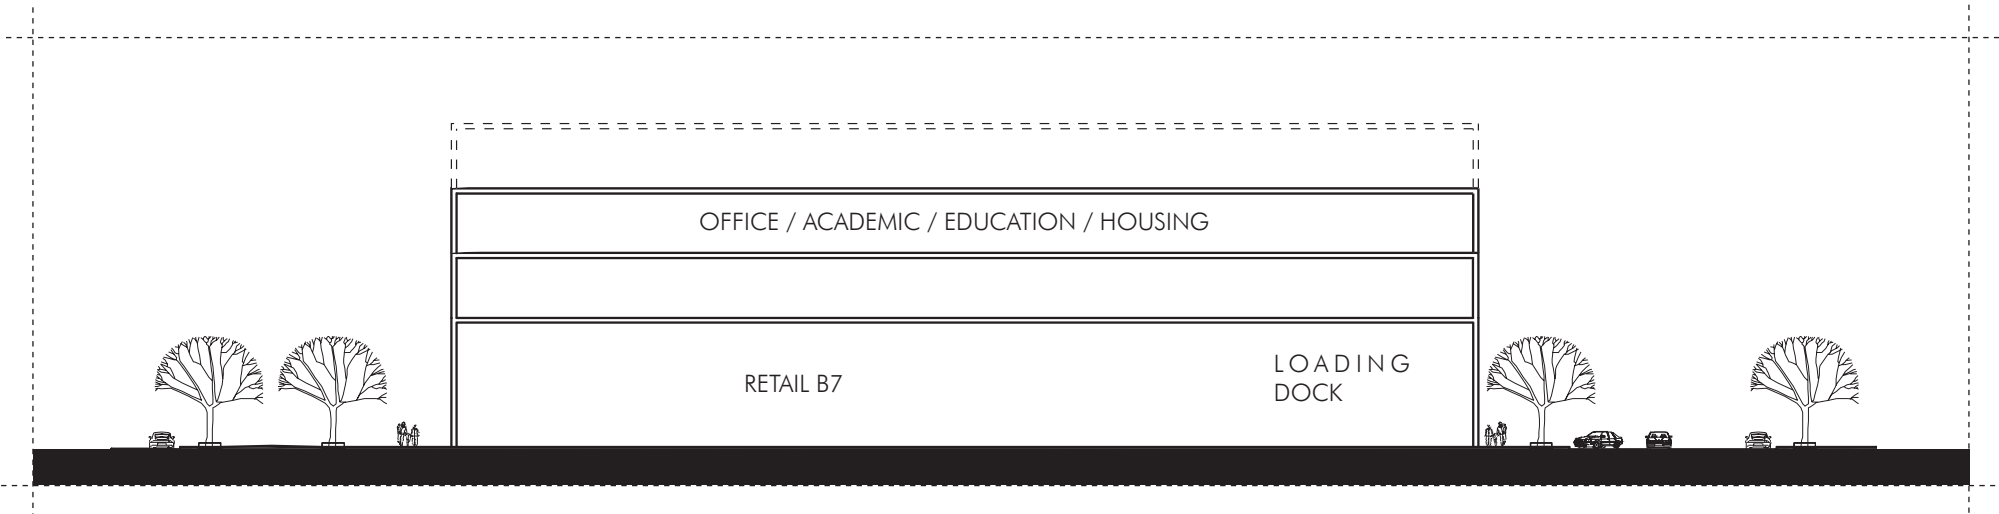 OFFICE / ACADEMIC / EDUCATION / HOUSING
RETAIL B7
LOADING
DOCK